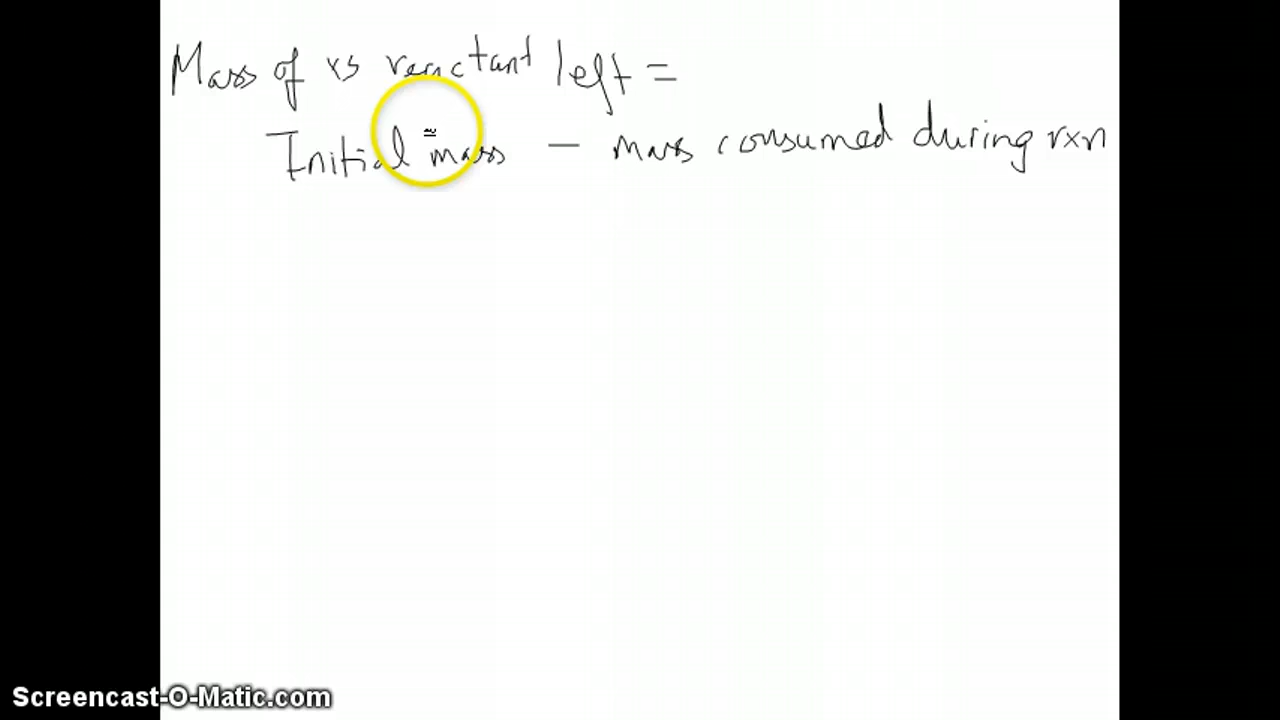 Mass of xs reactant left =
Initial mass — mass consumed during rxn
Screencast-O-Matic.com